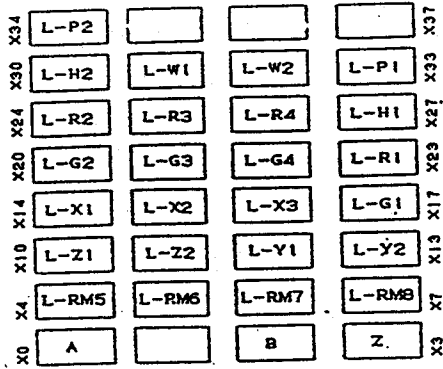 X34 L-P2 X37
X30 L-H2 L-W1 L-W2 L-P1 X33
X24 L-R2 L-R3 L-R4 L-H1 X27
X20 L-G2 L-G3 L-G4 L-R1 X23
X14 L-X1 L-X2 L-X3 L-G1 X17
X10 L-Z1 L-Z2 L-Y1 L-Y2 X13
X4 L-RM5 L-RM6 L-RM7 L-RM8 X7
X0 A B Z X3